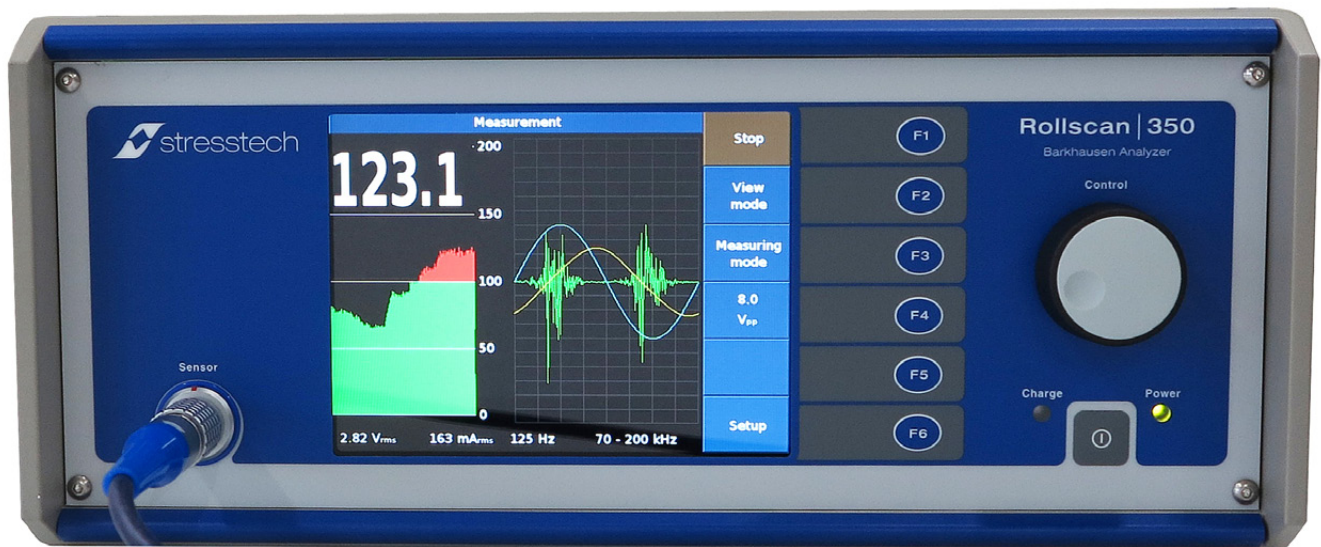 stresstech
Sensor
Measurement
123.1
200
150
100
50
0
2.82 Vrms 163 mArms 125 Hz 70 - 200 kHz
Stop
View
mode
Measuring
mode
8.0
Vpp
Setup
F1
F2
F3
F4
F5
F6
Rollscan | 350
Barkhausen Analyzer
Control
Charge
Power